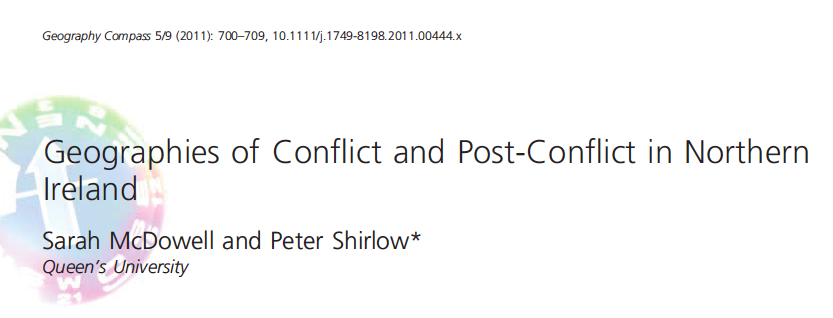 Geography Compass 5/9 (2011): 700–709, 10.1111/j.1749-8198.2011.00444.x
Geographies of Conflict and Post-Conflict in Northern
Ireland
Sarah McDowell and Peter Shirlow*
Queen's University